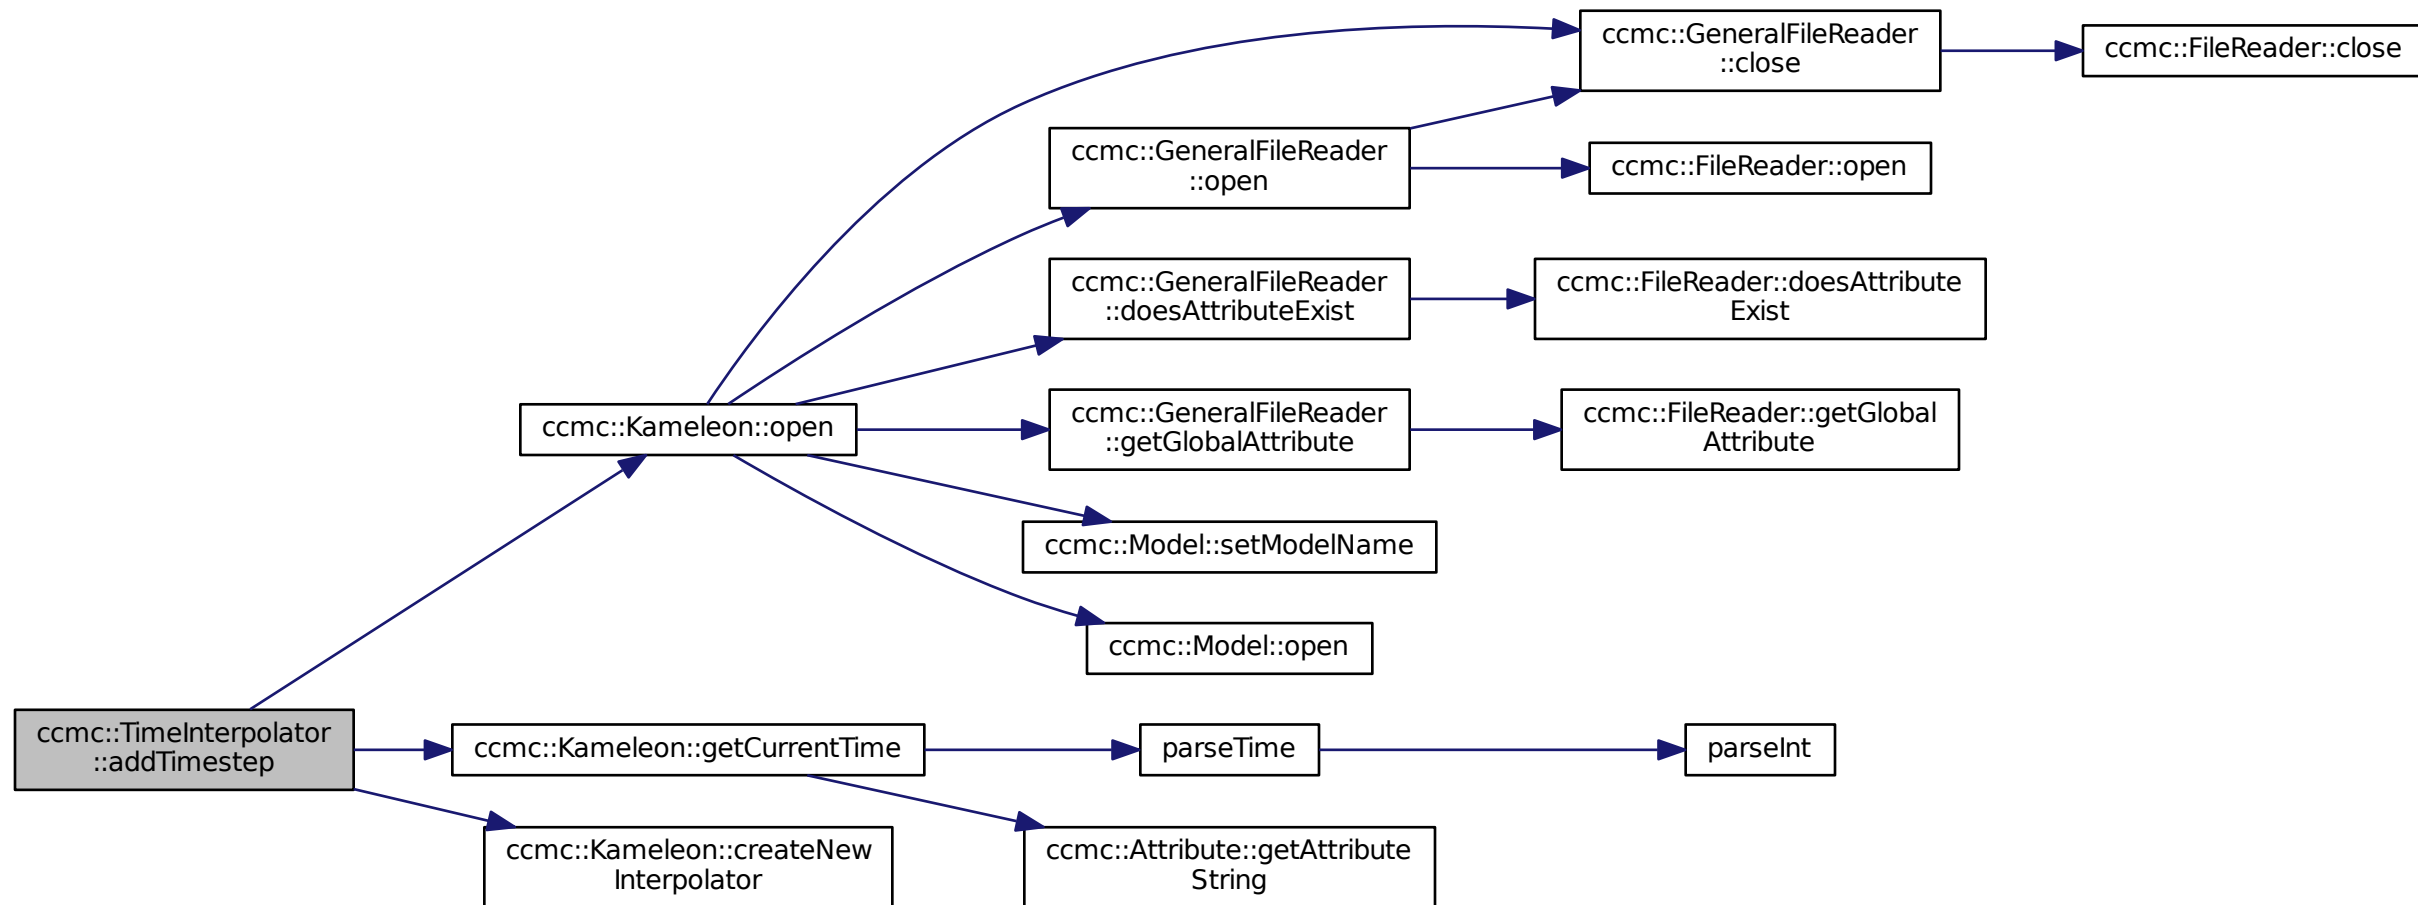 ccmc::GeneralFileReader
::close
ccmc::FileReader::close
ccmc::GeneralFileReader
::open
ccmc::FileReader::open
ccmc::GeneralFileReader
::doesAttributeExist
ccmc::FileReader::doesAttribute
Exist
ccmc::Kameleon::open
ccmc::GeneralFileReader
::getGlobalAttribute
ccmc::FileReader::getGlobal
Attribute
ccmc::Model::setModelName
ccmc::Model::open
ccmc::TimeInterpolator
::addTimestep
ccmc::Kameleon::getCurrentTime
parseTime
parseInt
ccmc::Kameleon::createNew
Interpolator
ccmc::Attribute::getAttribute
String